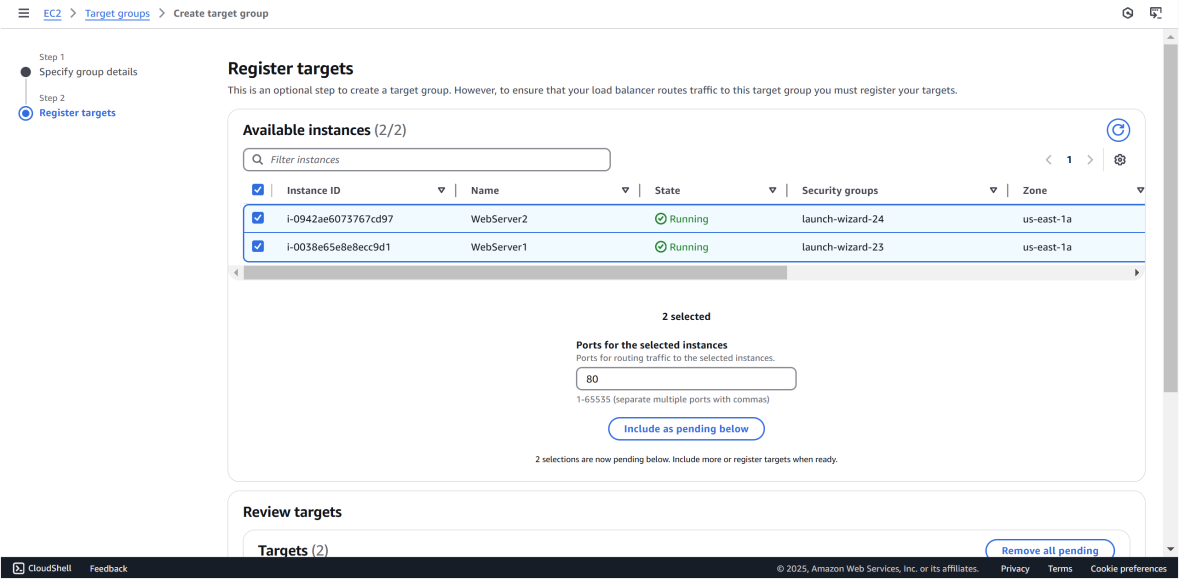 EC2 > Target groups > Create target group
Step 1
Specify group details
Step 2
Register targets
Register targets
This is an optional step to create a target group. However, to ensure that your load balancer routes traffic to this target group you must register your targets.
Available instances (2/2)
Filter instances
1
Instance ID Name State Security groups Zone
i-0942ae6073767cd97 WebServer2 Running launch-wizard-24 us-east-1a
i-0038e65e8e8ecc9d1 WebServer1 Running launch-wizard-23 us-east-1a
2 selected
Ports for the selected instances
Ports for routing traffic to the selected instances.
80
1-65535 (separate multiple ports with commas)
Include as pending below
2 selections are now pending below. Include more or register targets when ready.
Review targets
Targets (2) Remove all pending
CloudShell Feedback © 2025, Amazon Web Services, Inc. or its affiliates. Privacy Terms Cookie preferences